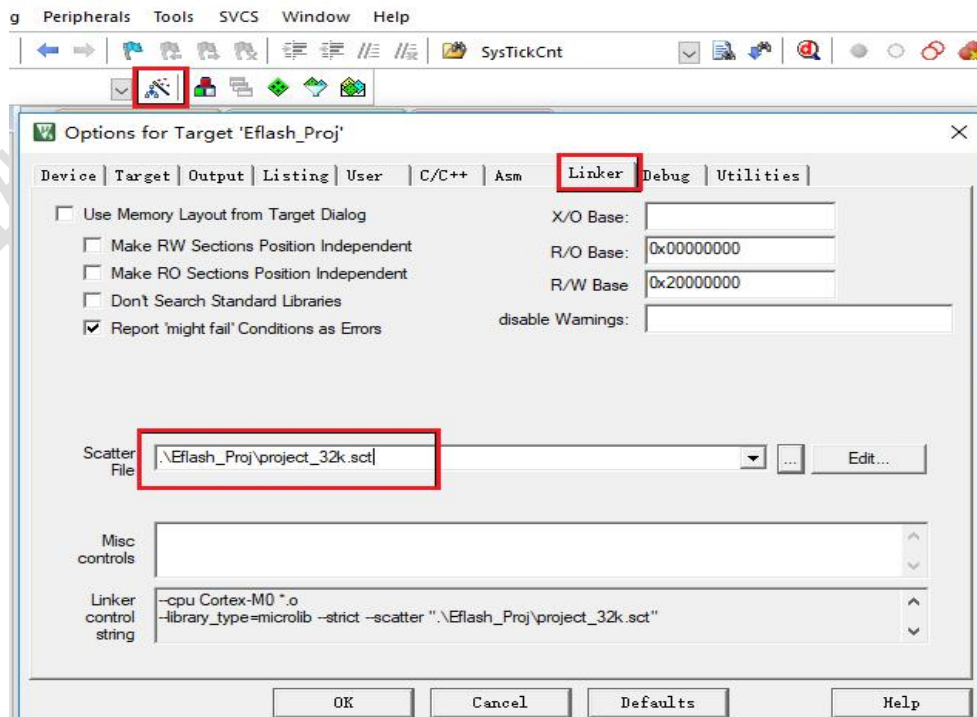 g Peripherals Tools SVCS Window Help
SysTickCnt
Options for Target 'Eflash_Proj'
Device Target Output Listing User C/C++ Asm Linker Debug Utilities
Use Memory Layout from Target Dialog
X/O Base:
Make RW Sections Position Independent
R/O Base: 0x00000000
Make RO Sections Position Independent
R/W Base 0x20000000
Don't Search Standard Libraries
disable Warnings:
Report 'might fail' Conditions as Errors
Scatter
File
.\Eflash_Proj\project_32k.sct
... Edit...
Misc
controls
Linker
control
string
--cpu Cortex-M0 *.o
--library_type=microlib --strict --scatter ".\Eflash_Proj\project_32k.sct"
OK Cancel Defaults Help